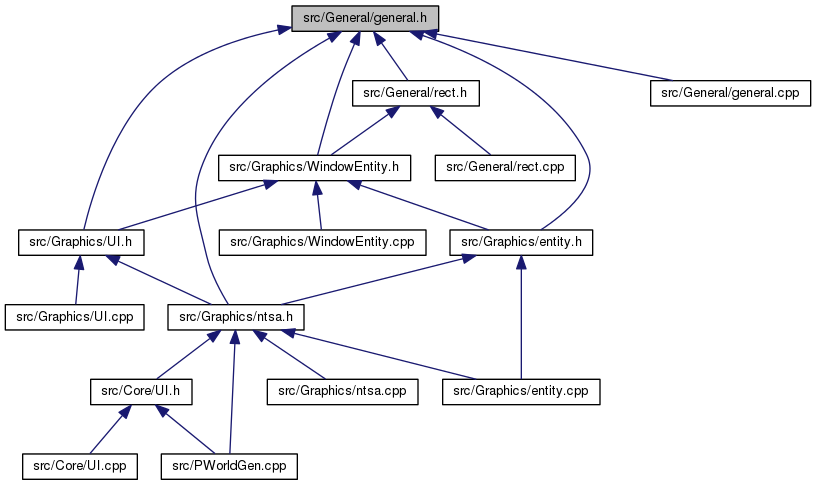 src/General/general.h
src/General/rect.h
src/General/general.cpp
src/Graphics/WindowEntity.h
src/General/rect.cpp
src/Graphics/UI.h
src/Graphics/WindowEntity.cpp
src/Graphics/entity.h
src/Graphics/UI.cpp
src/Graphics/ntsa.h
src/Core/UI.h
src/Graphics/ntsa.cpp
src/Graphics/entity.cpp
src/Core/UI.cpp
src/PWorldGen.cpp